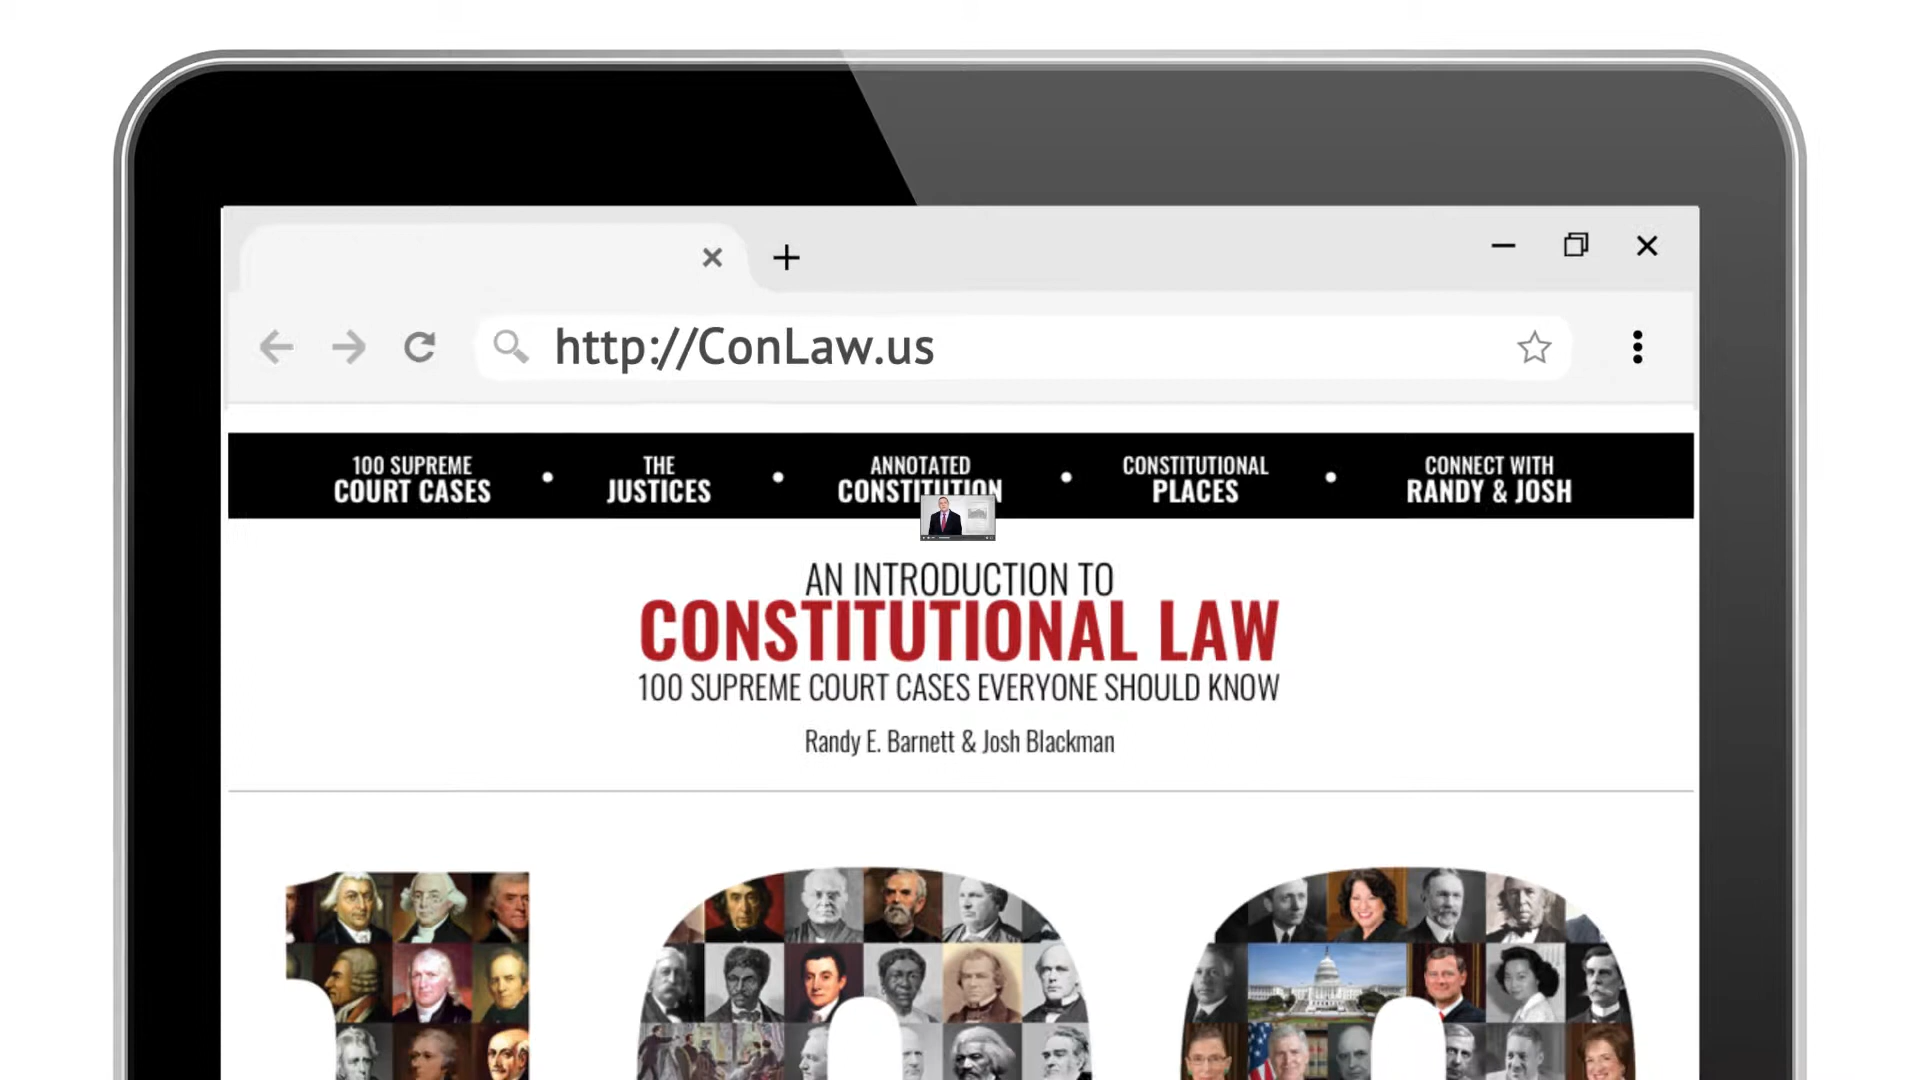 http://ConLaw.us
100 SUPREME
COURT CASES
THE
JUSTICES
ANNOTATED
CONSTITUTION
CONSTITUTIONAL
PLACES
CONNECT WITH
RANDY & JOSH
AN INTRODUCTION TO
CONSTITUTIONAL LAW
100 SUPREME COURT CASES EVERYONE SHOULD KNOW
Randy E. Barnett & Josh Blackman
100